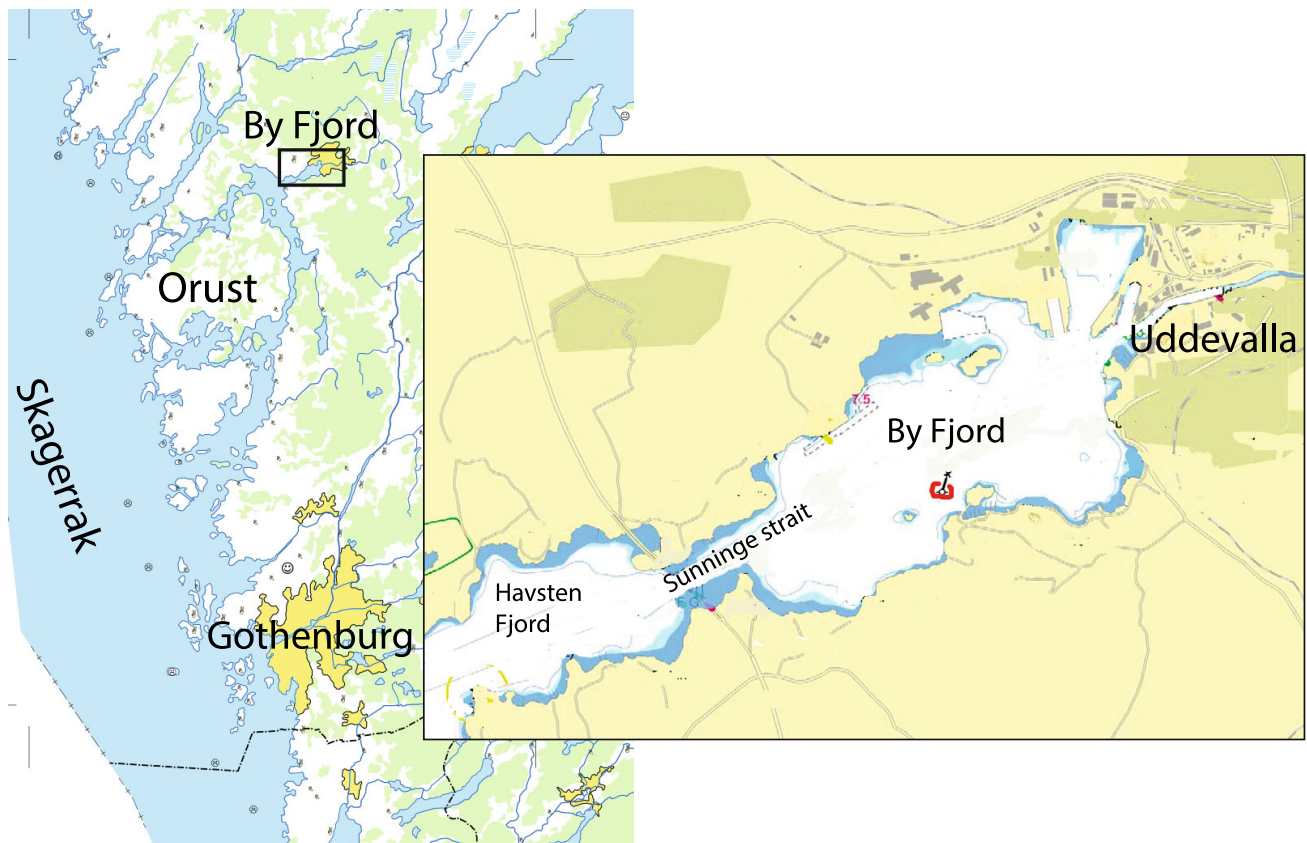 By Fjord
Orust
Skagerrak
Gothenburg
Uddevalla
7.5.
By Fjord
Sunninge strait
Havsten
Fjord